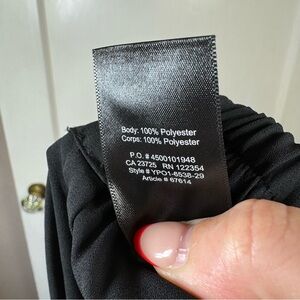 Body: 100% Polyester
Corps: 100% Polyester
P.O. # 4500101948
CA 23725 RN 122354
Style # YPO1-6538-29
Article # 67614